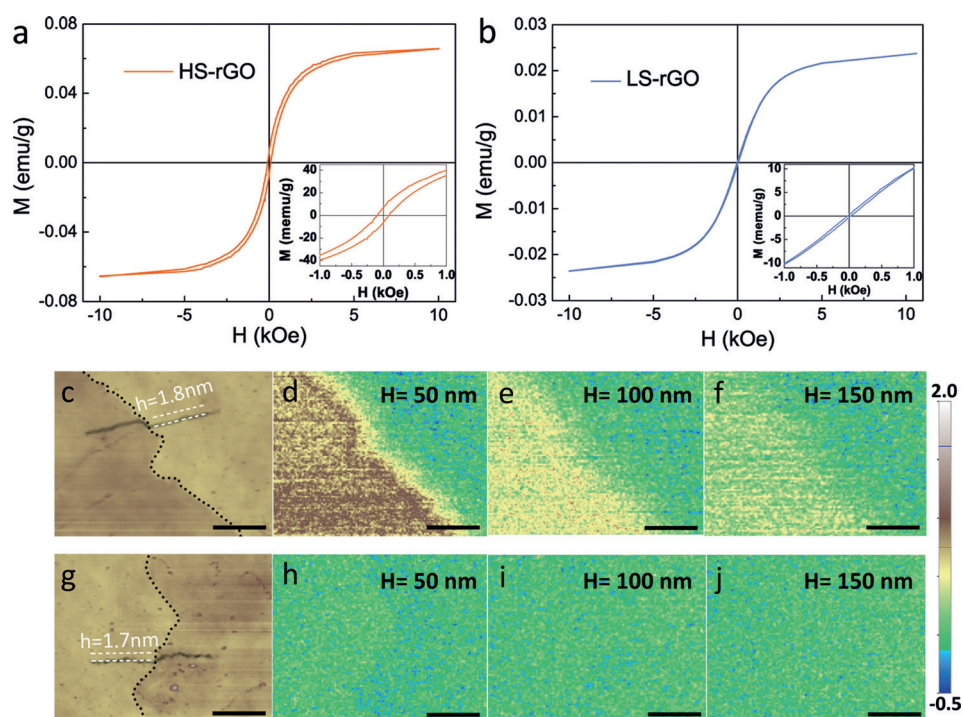 a
HS-rGO
M (emu/g)
0.08
0.04
0.00
-0.04
-0.08
-10
-5
0
5
10
H (kOe)
M (memu/g)
40
20
0
-20
-40
-1.0
-0.5
0.0
0.5
1.0
H (kOe)
b
LS-rGO
M (emu/g)
0.03
0.02
0.01
0.00
-0.01
-0.02
-0.03
-10
-5
0
5
10
H (kOe)
M (memu/g)
10
5
0
-5
-10
-1.0
-0.5
0.0
0.5
1.0
H (kOe)
c
h=1.8nm
d
H= 50 nm
e
H= 100 nm
f
H= 150 nm
2.0
g
h=1.7nm
h
H= 50 nm
i
H= 100 nm
j
H= 150 nm
-0.5